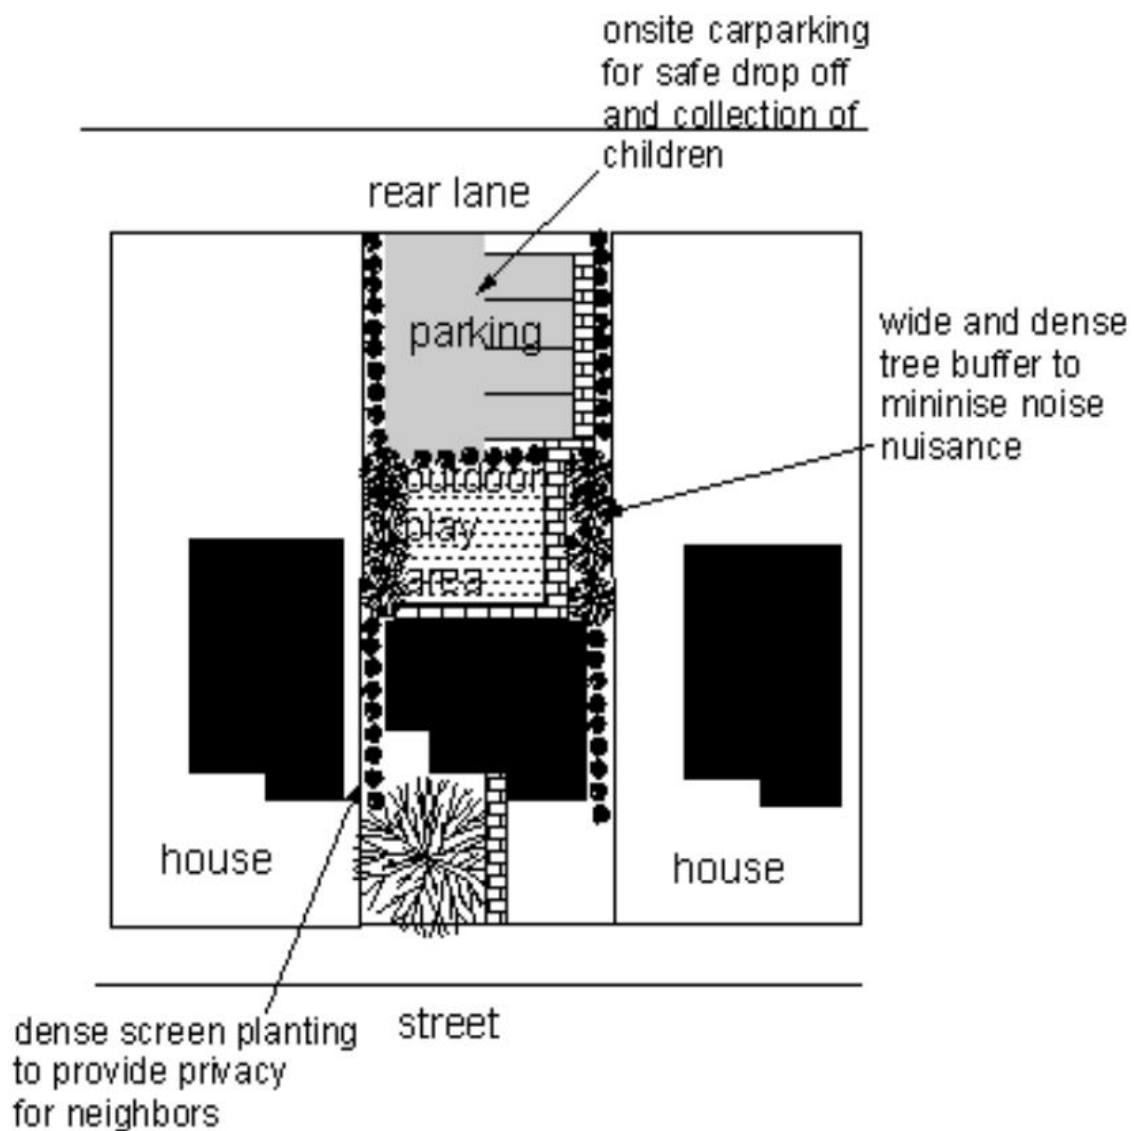 onsite carparking
for safe drop off
and collection of
children
rear lane
parking
wide and dense
tree buffer to
mininise noise
nuisance
outdoor
play
area
house
house
street
dense screen planting
to provide privacy
for neighbors